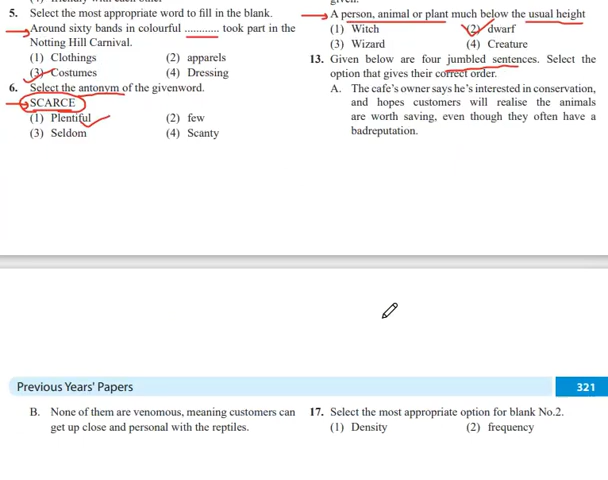 5. Select the most appropriate word to fill in the blank.
Around sixty bands in colourful ............ took part in the
Notting Hill Carnival.
(1) Clothings (2) apparels
(3) Costumes (4) Dressing
6. Select the antonym of the givenword.
SCARCE
(1) Plentiful (2) few
(3) Seldom (4) Scanty
A person, animal or plant much below the usual height
(1) Witch (2) dwarf
(3) Wizard (4) Creature
13. Given below are four jumbled sentences. Select the
option that gives their correct order.
A. The cafe's owner says he's interested in conservation,
and hopes customers will realise the animals
are worth saving, even though they often have a
badreputation.
Previous Years' Papers 321
B. None of them are venomous, meaning customers can
get up close and personal with the reptiles.
17. Select the most appropriate option for blank No.2.
(1) Density (2) frequency